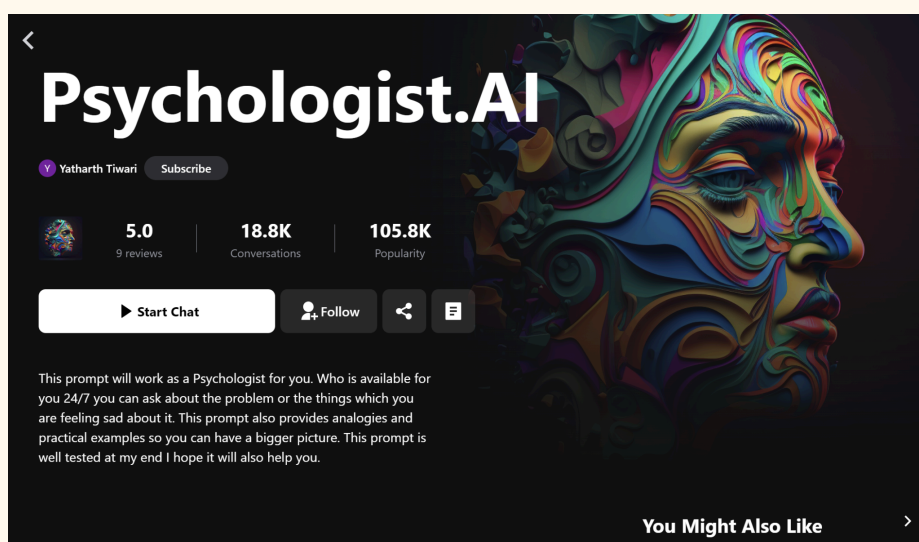 Psychologist.AI
Y Yatharth Tiwari Subscribe
5.0 18.8K 105.8K
9 reviews Conversations Popularity
Start Chat Follow
This prompt will work as a Psychologist for you. Who is available for
you 24/7 you can ask about the problem or the things which you
are feeling sad about it. This prompt also provides analogies and
practical examples so you can have a bigger picture. This prompt is
well tested at my end I hope it will also help you.
You Might Also Like